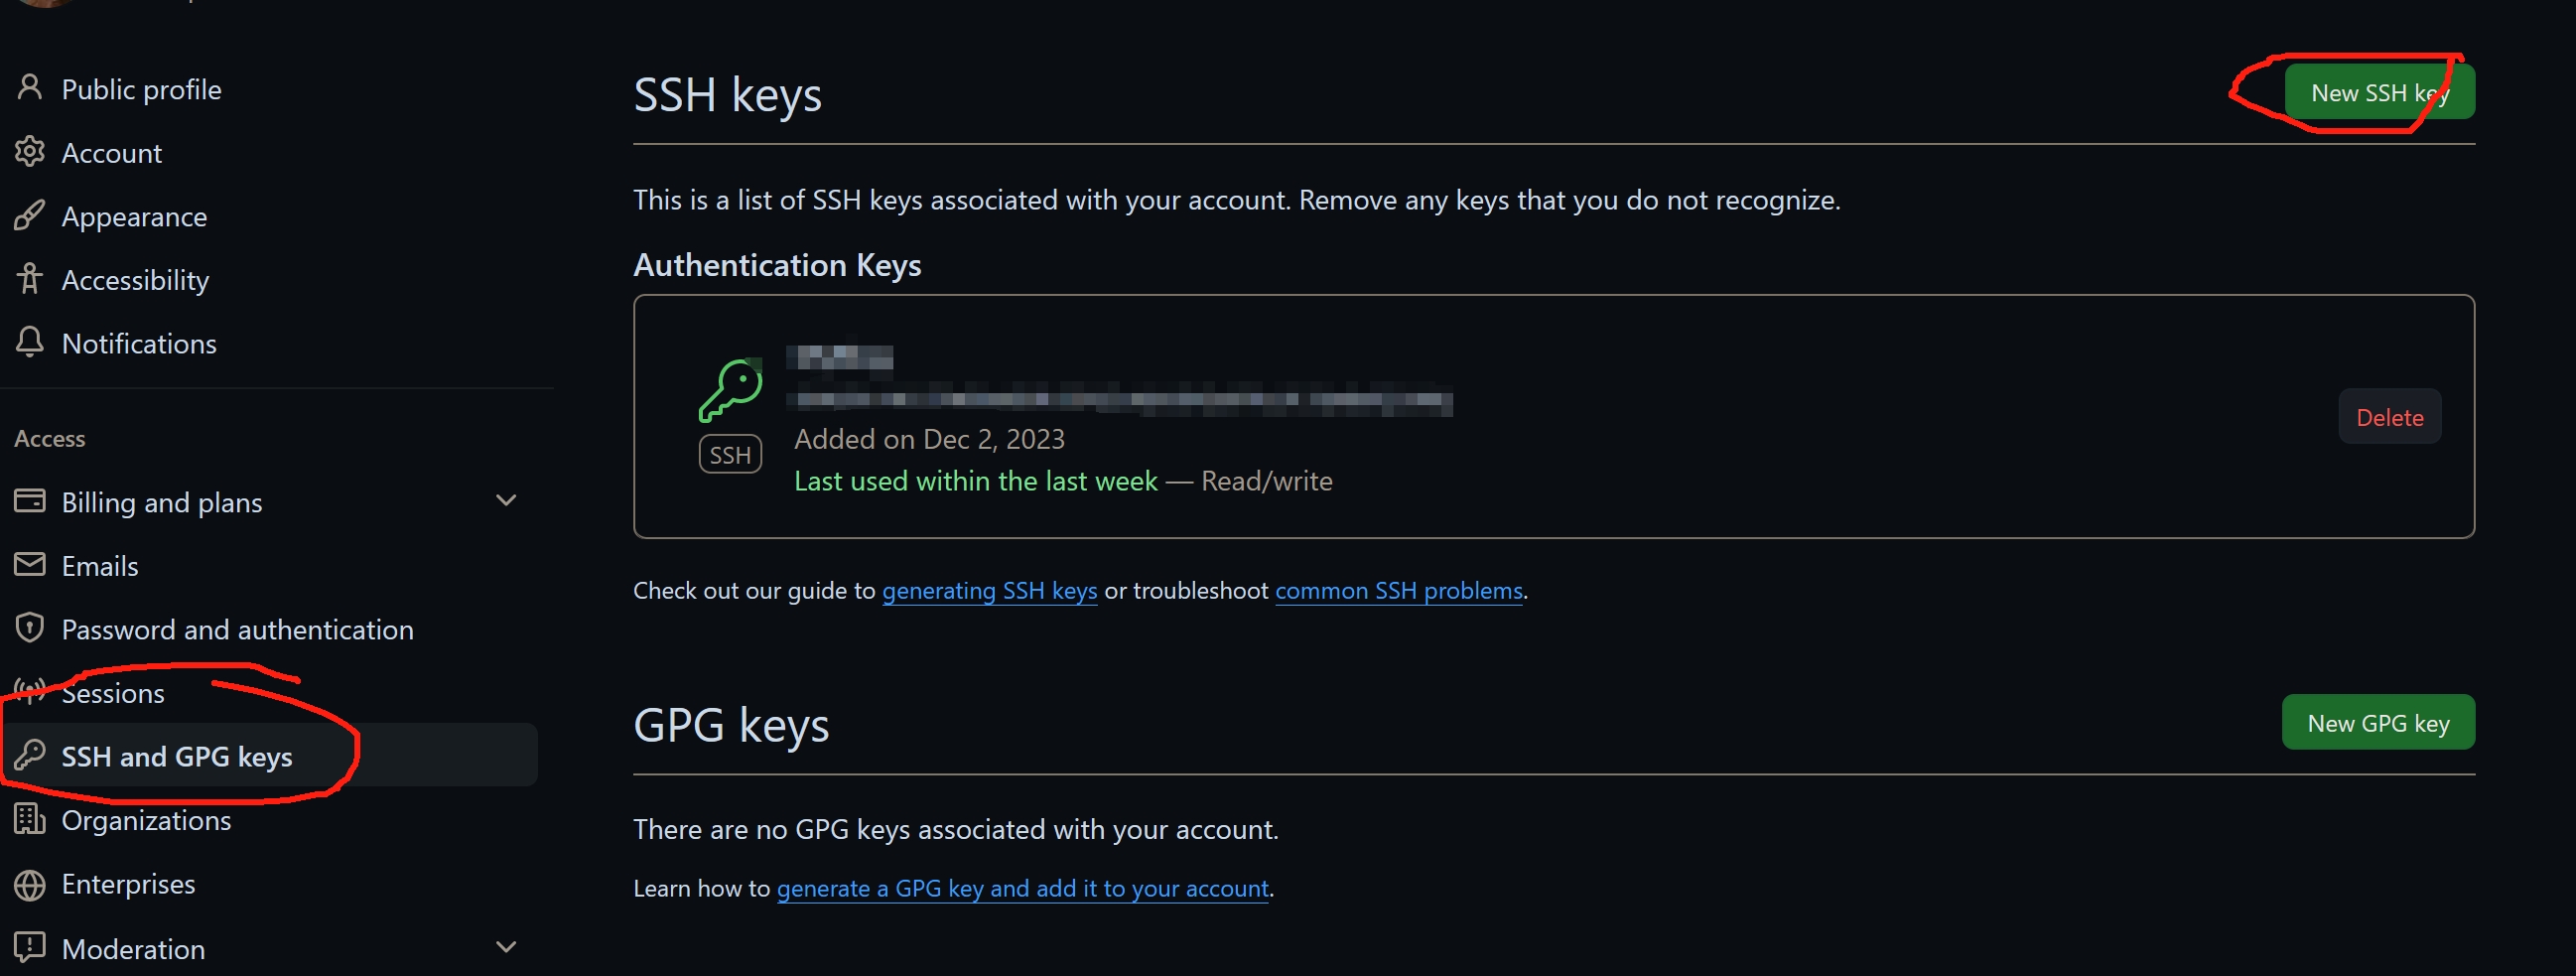 Public profile
Account
Appearance
Accessibility
Notifications
Access
Billing and plans
Emails
Password and authentication
Sessions
SSH and GPG keys
Organizations
Enterprises
Moderation
SSH keys
New SSH key
This is a list of SSH keys associated with your account. Remove any keys that you do not recognize.
Authentication Keys
SSH
Added on Dec 2, 2023
Last used within the last week — Read/write
Delete
Check out our guide to generating SSH keys or troubleshoot common SSH problems.
GPG keys
New GPG key
There are no GPG keys associated with your account.
Learn how to generate a GPG key and add it to your account.